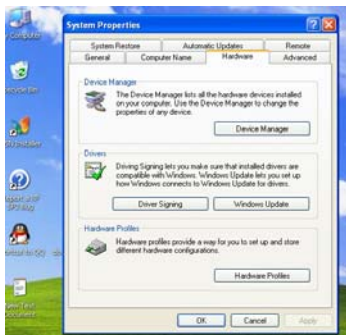 System Properties
System Restore
Automatic Updates
Remote
General
Computer Name
Hardware
Advanced
Device Manager
The Device Manager lists all the hardware devices installed
on your computer. Use the Device Manager to change the
properties of any device.
Device Manager
Drivers
Driving Signing lets you make sure that installed drivers are
compatible with Windows. Windows Update lets you set up
how Windows connects to Windows Update for drivers.
Driver Signing
Windows Update
Hardware Profiles
Hardware profiles provide a way for you to set up and store
different hardware configurations.
Hardware Profiles
OK
Cancel
Apply
Computer
Document